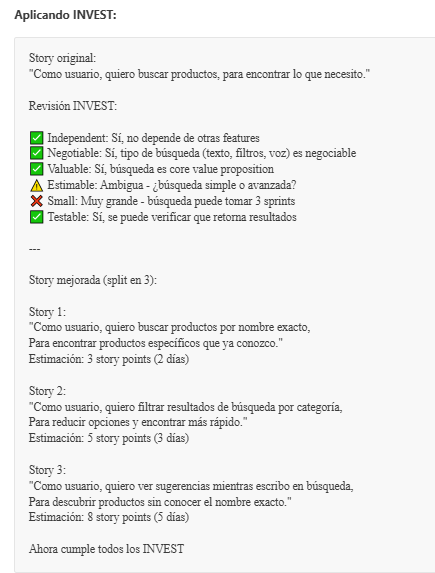 Aplicando INVEST:
Story original:
"Como usuario, quiero buscar productos, para encontrar lo que necesito."
Revisión INVEST:
✅ Independent: Sí, no depende de otras features
✅ Negotiable: Sí, tipo de búsqueda (texto, filtros, voz) es negociable
✅ Valuable: Sí, búsqueda es core value proposition
⚠️ Estimable: Ambigua - ¿búsqueda simple o avanzada?
❌ Small: Muy grande - búsqueda puede tomar 3 sprints
✅ Testable: Sí, se puede verificar que retorna resultados
---
Story mejorada (split en 3):
Story 1:
"Como usuario, quiero buscar productos por nombre exacto,
Para encontrar productos específicos que ya conozco."
Estimación: 3 story points (2 días)
Story 2:
"Como usuario, quiero filtrar resultados de búsqueda por categoría,
Para reducir opciones y encontrar más rápido."
Estimación: 5 story points (3 días)
Story 3:
"Como usuario, quiero ver sugerencias mientras escribo en búsqueda,
Para descubrir productos sin conocer el nombre exacto."
Estimación: 8 story points (5 días)
Ahora cumple todos los INVEST